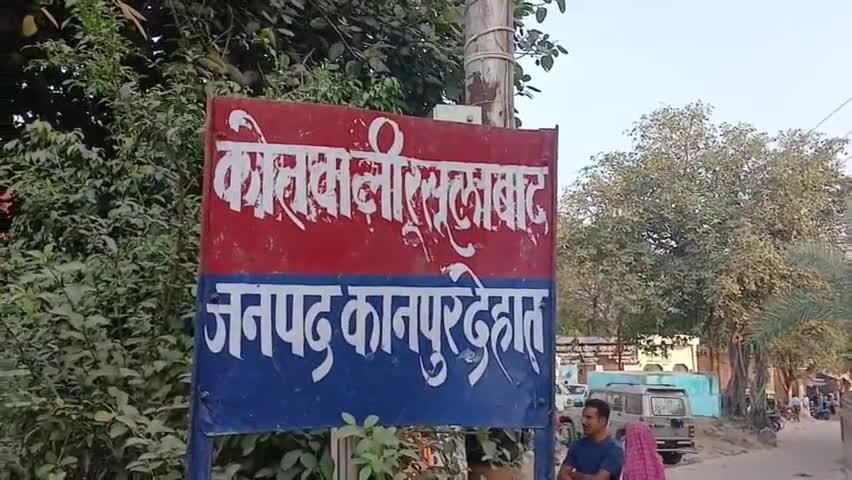 कोतवाली रसूलाबाद
जनपद कानपुर देहात